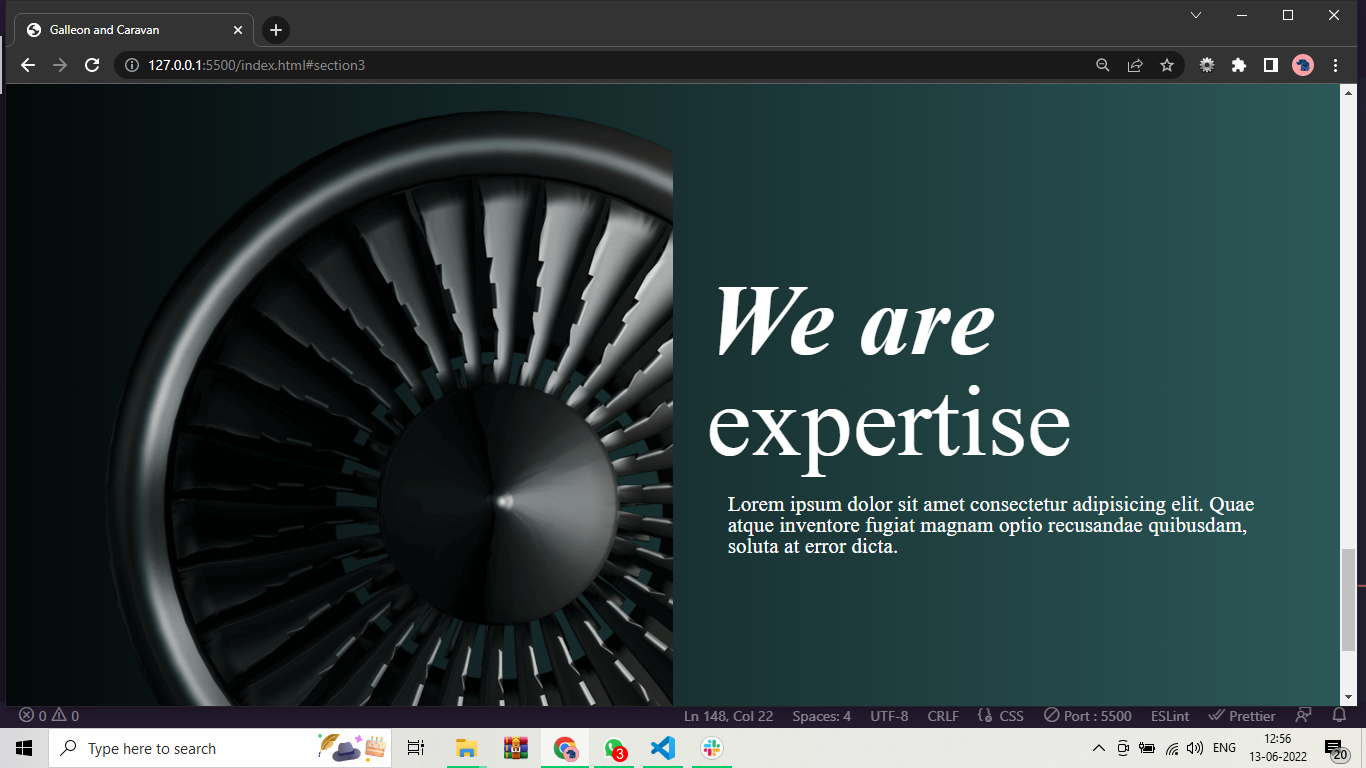 Galleon and Caravan
127.0.0.1:5500/index.html#section3
We are
expertise
Lorem ipsum dolor sit amet consectetur adipisicing elit. Quae
atque inventore fugiat magnam optio recusandae quibusdam,
soluta at error dicta.
0 0 Ln 148, Col 22 Spaces: 4 UTF-8 CRLF CSS Port : 5500 ESLint Prettier
Type here to search
3
ENG
12:56
13-06-2022
20